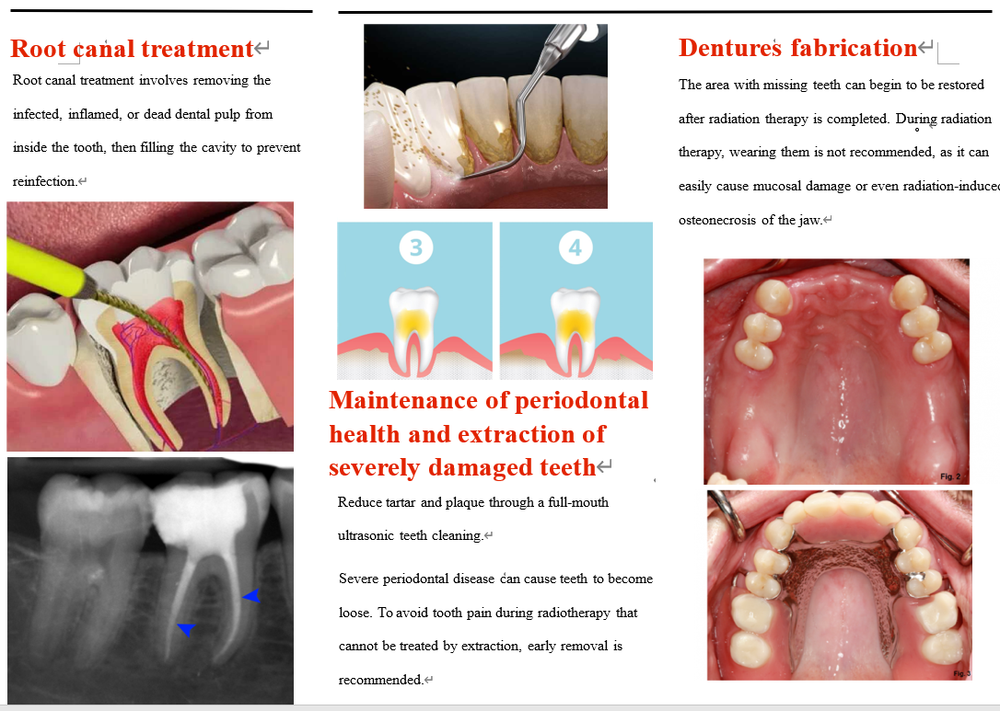 Root canal treatment
Root canal treatment involves removing the
infected, inflamed, or dead dental pulp from
inside the tooth, then filling the cavity to prevent
reinfection.
3
4
Maintenance of periodontal
health and extraction of
severely damaged teeth
Reduce tartar and plaque through a full-mouth
ultrasonic teeth cleaning.
Severe periodontal disease can cause teeth to become
loose. To avoid tooth pain during radiotherapy that
cannot be treated by extraction, early removal is
recommended.
Dentures fabrication
The area with missing teeth can begin to be restored
after radiation therapy is completed. During radiation
therapy, wearing them is not recommended, as it can
easily cause mucosal damage or even radiation-induced
osteonecrosis of the jaw.
Fig. 2
Fig. 3